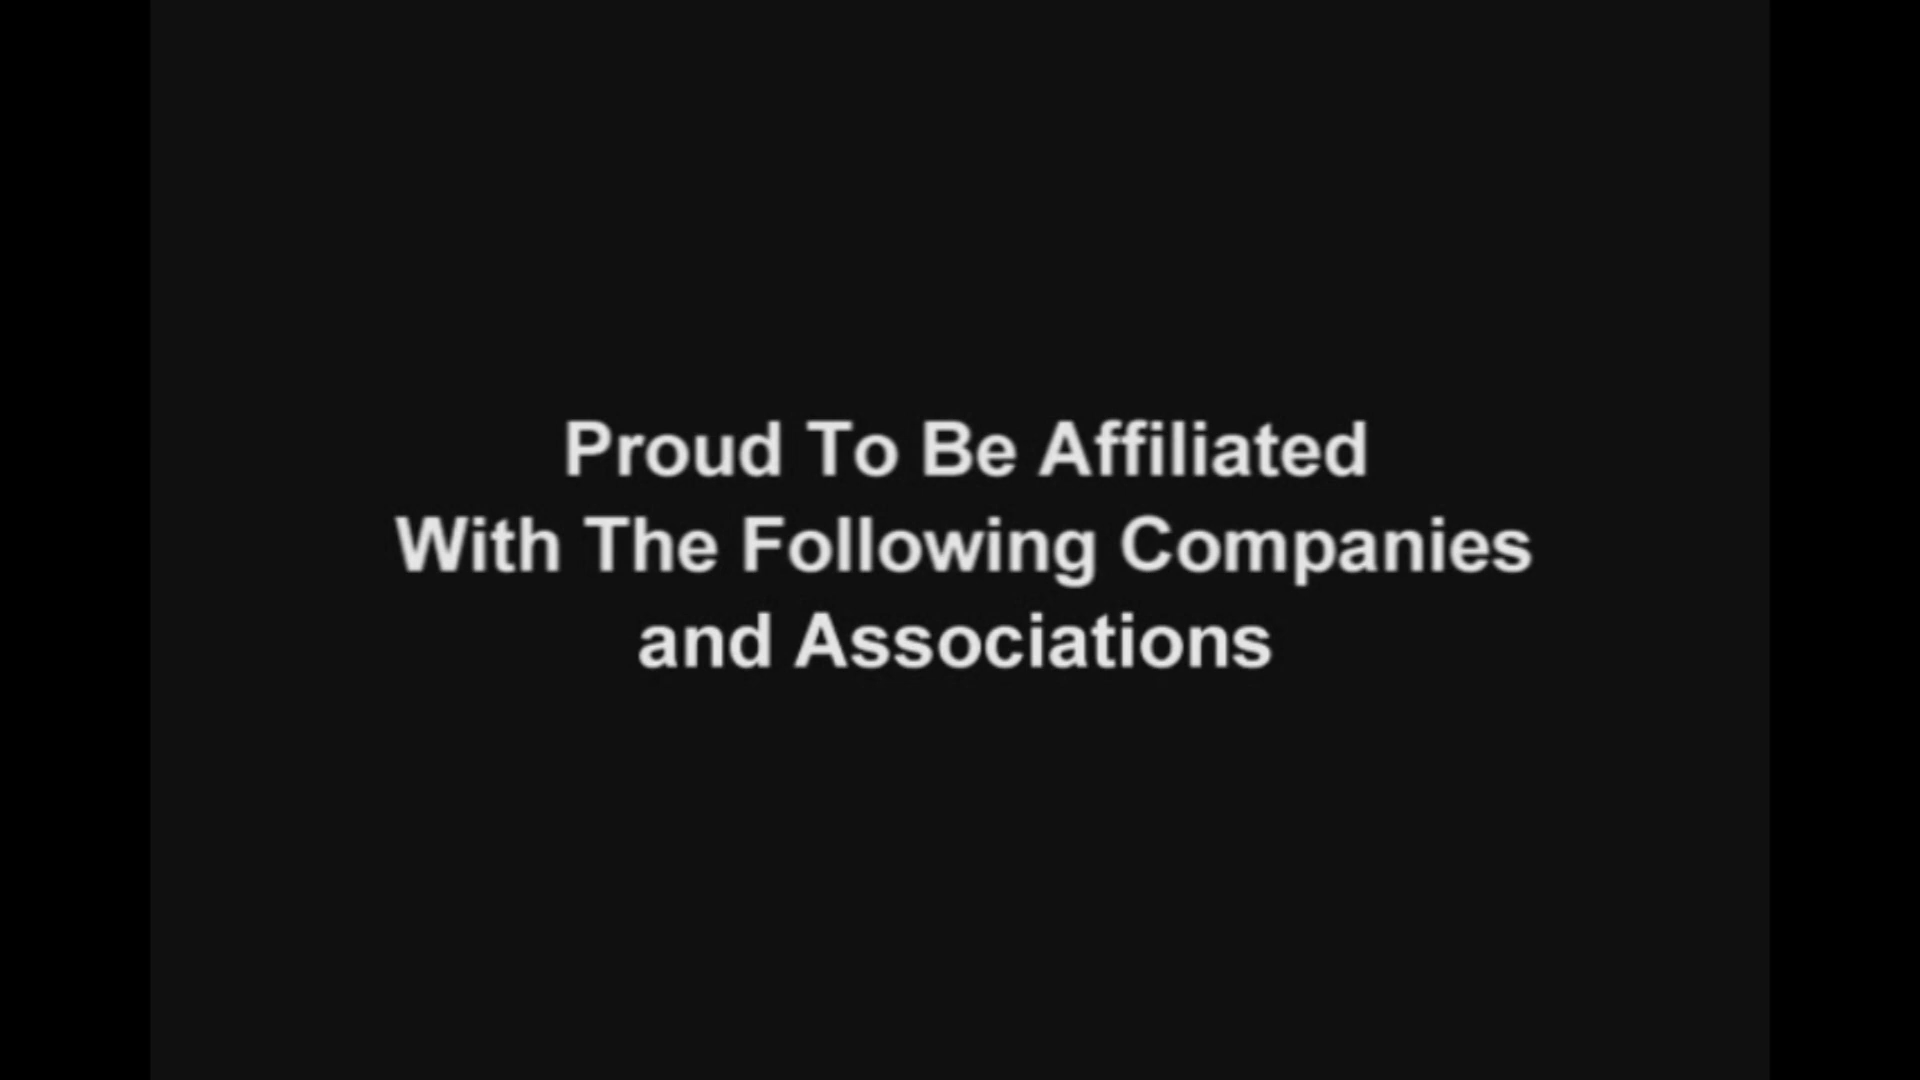 Proud To Be Affiliated
With The Following Companies
and Associations